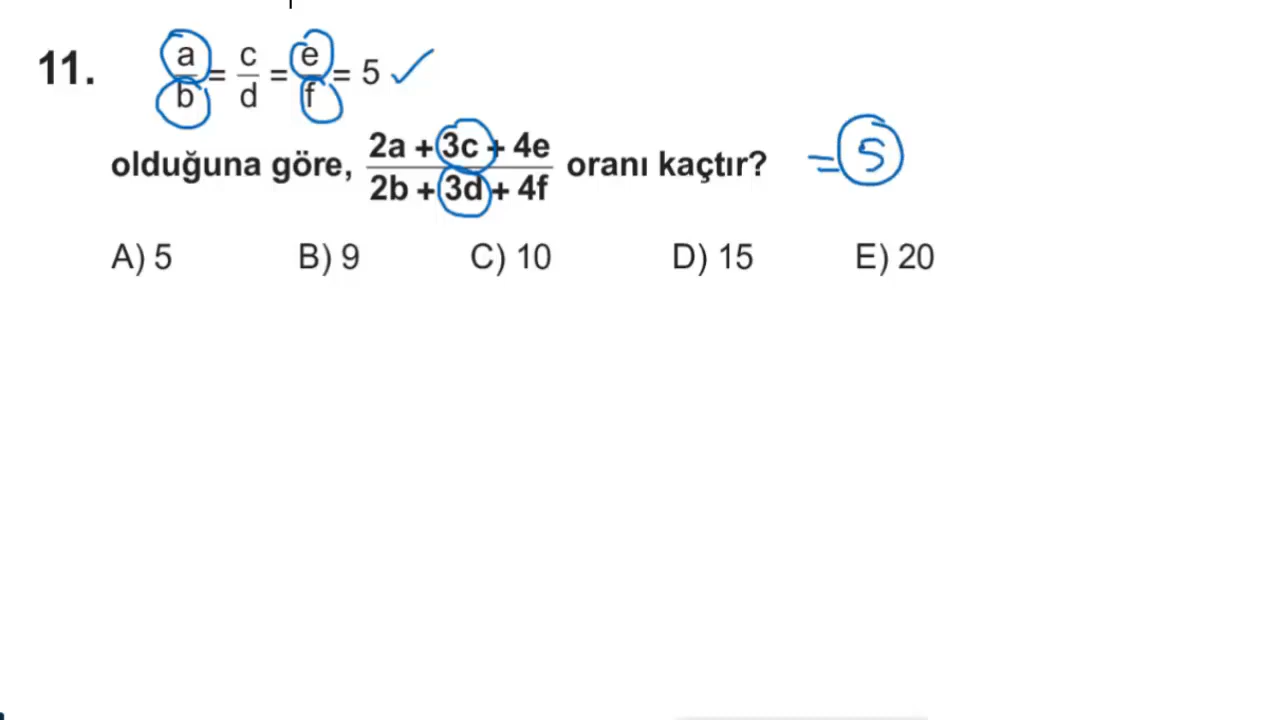 11. a/b = c/d = e/f = 5 ✓
olduğuna göre, (2a + 3c + 4e)/(2b + 3d + 4f) oranı kaçtır? = 5
A) 5 B) 9 C) 10 D) 15 E) 20